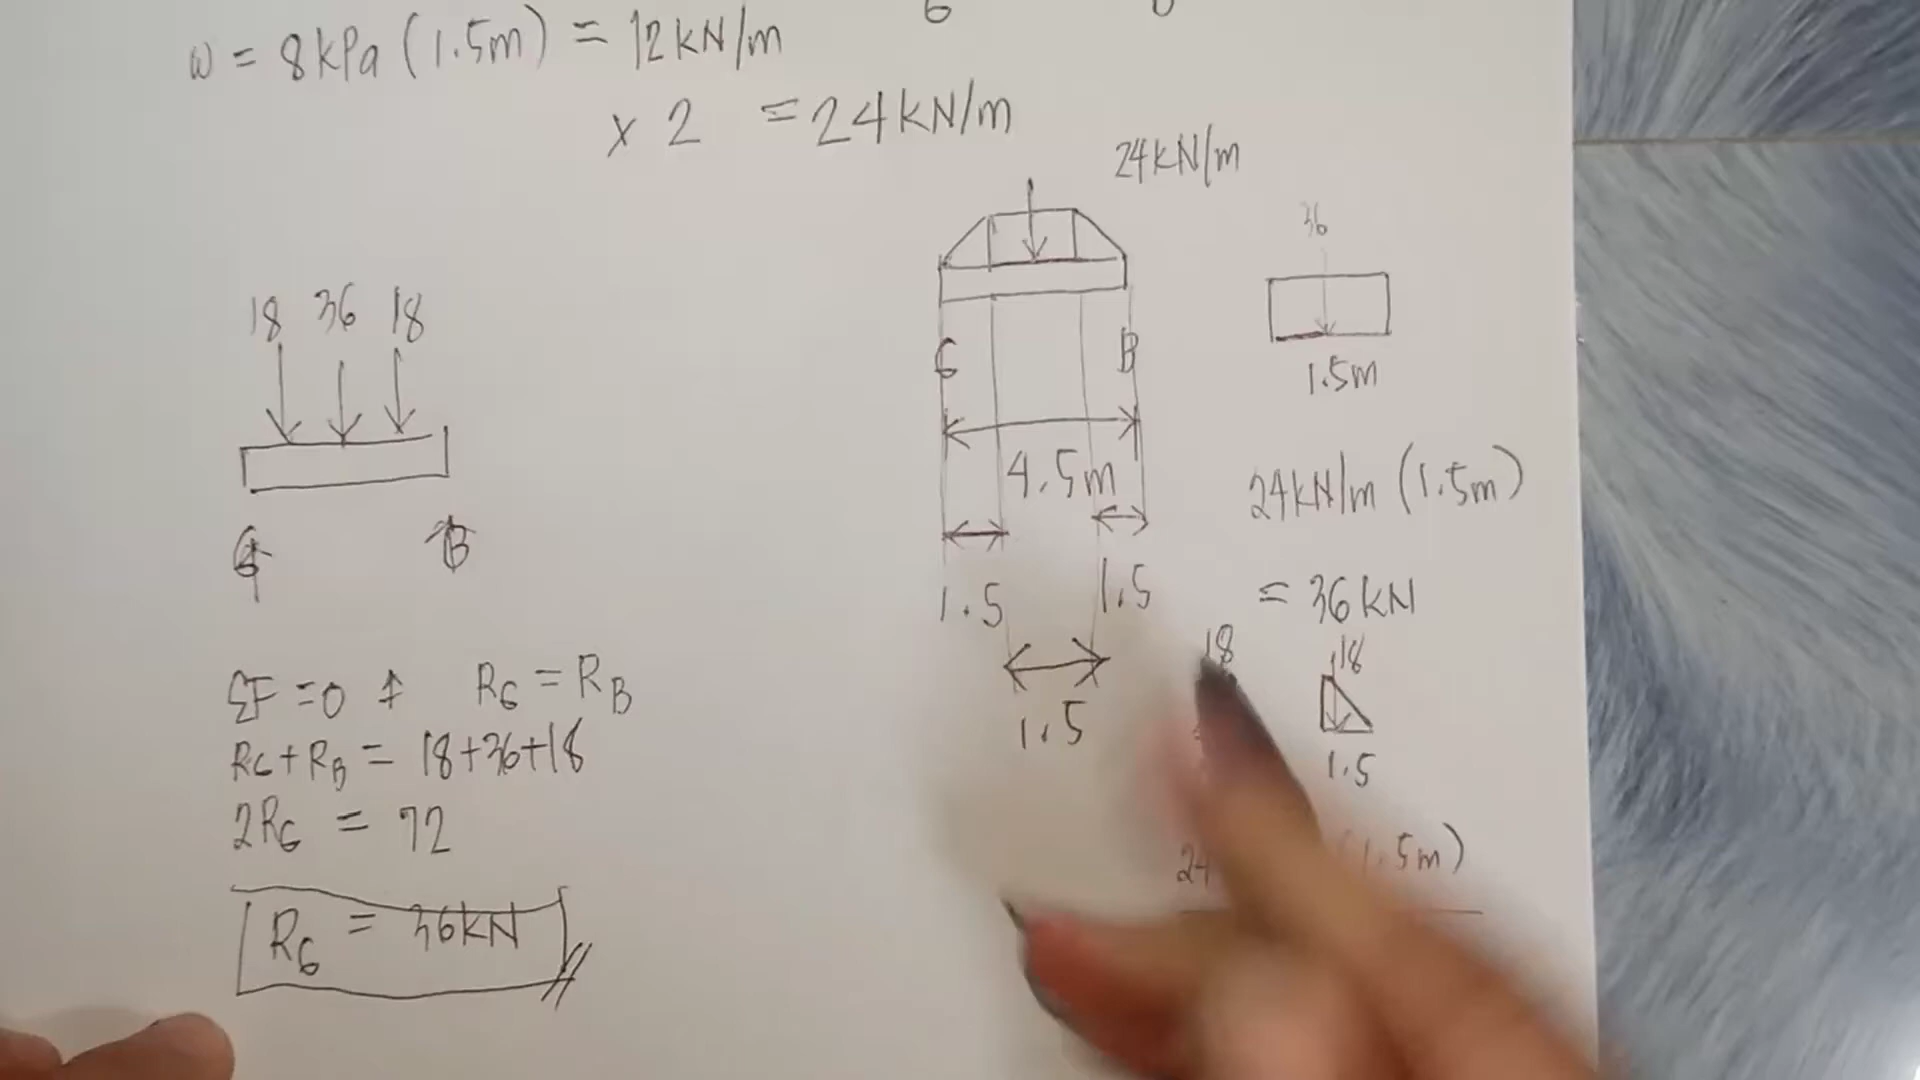 w = 8kPa (1.5m) = 12kN/m
x 2 = 24kN/m
24kN/m
18 36 18
G B
ΣF = 0 RG = RB
RG + RB = 18+36+18
2RG = 72
RG = 36kN
G B
4.5m
1.5 1.5
1.5
36
1.5m
24kN/m (1.5m)
= 36kN
18 18
1.5
24 (1.5m)